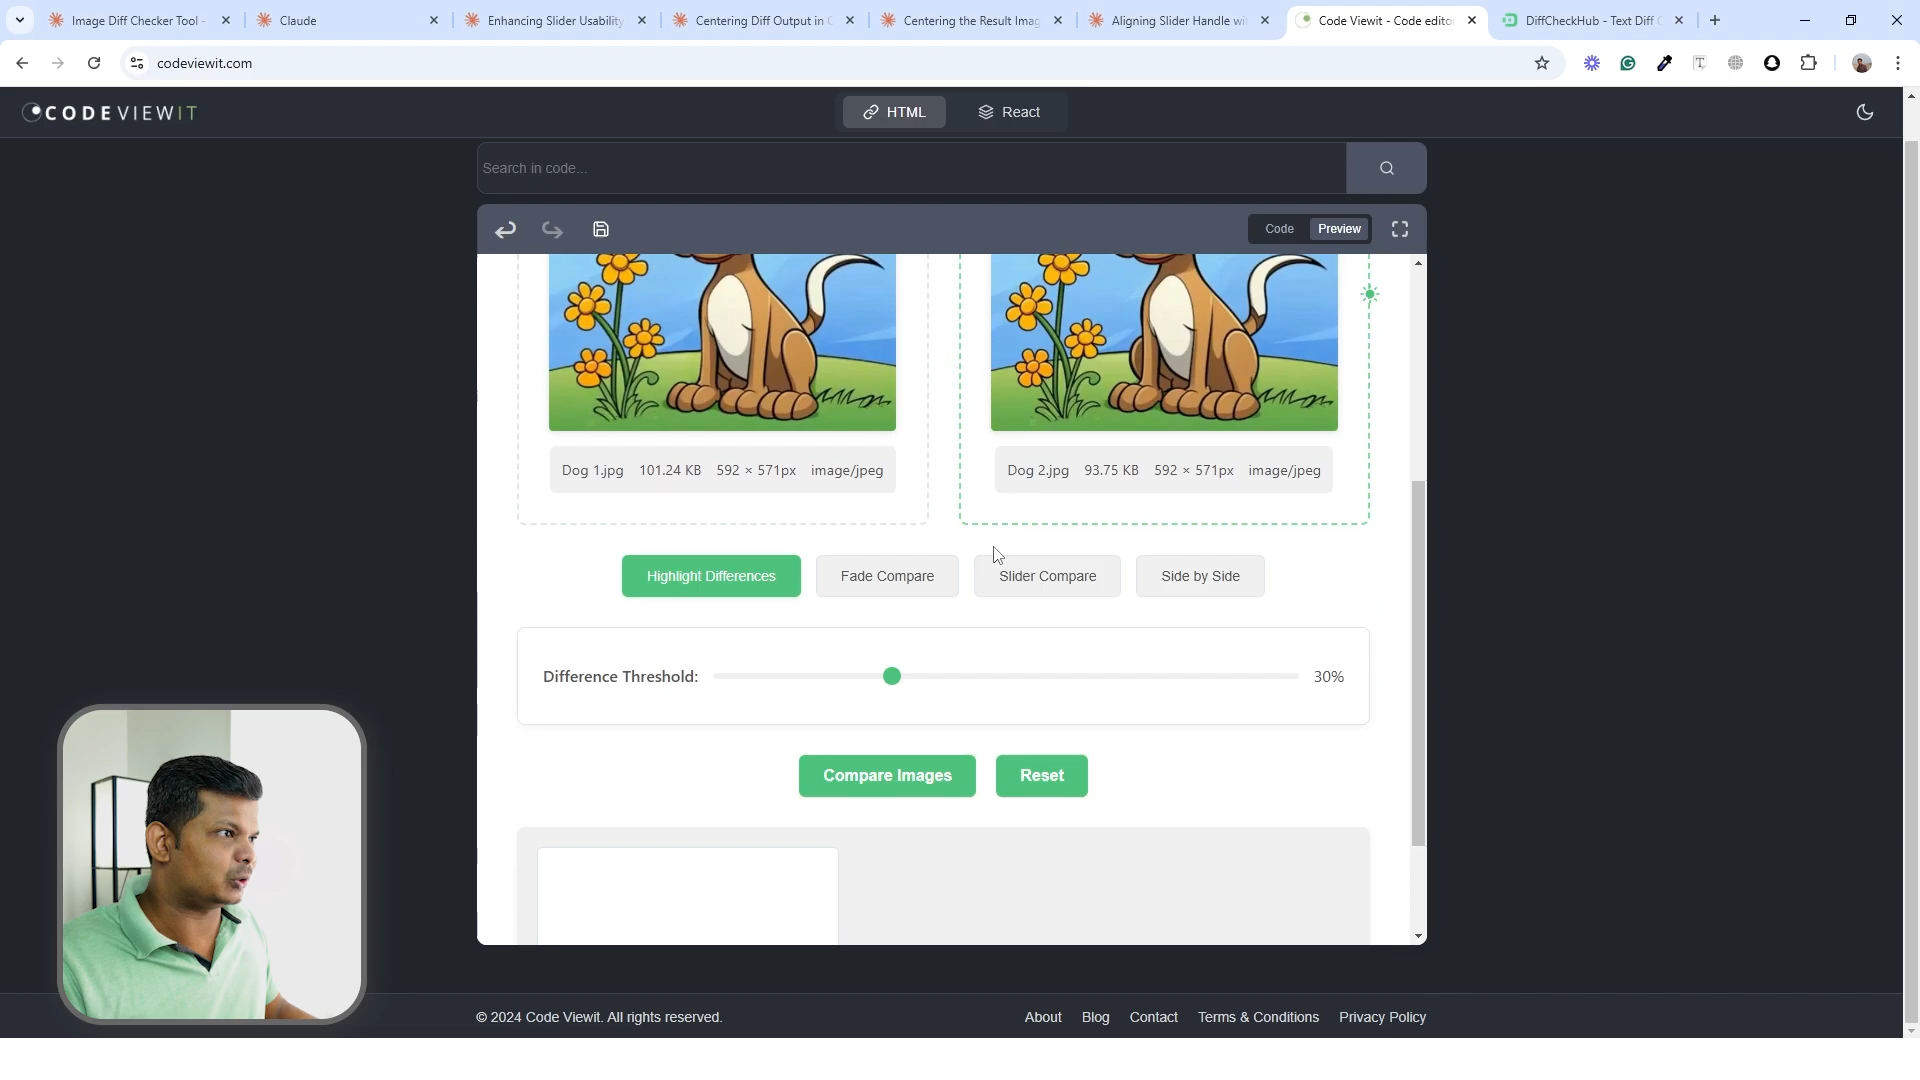 Image Diff Checker Tool -
Claude
Enhancing Slider Usability
Centering Diff Output in C
Centering the Result Imag
Aligning Slider Handle wi
Code Viewit - Code edito
DiffCheckHub - Text Diff C
codeviewit.com
CODEVIEWIT
HTML
React
Search in code...
Code
Preview
Dog 1.jpg 101.24 KB 592 × 571px image/jpeg
Dog 2.jpg 93.75 KB 592 × 571px image/jpeg
Highlight Differences
Fade Compare
Slider Compare
Side by Side
Difference Threshold:
30%
Compare Images
Reset
© 2024 Code Viewit. All rights reserved.
About
Blog
Contact
Terms & Conditions
Privacy Policy